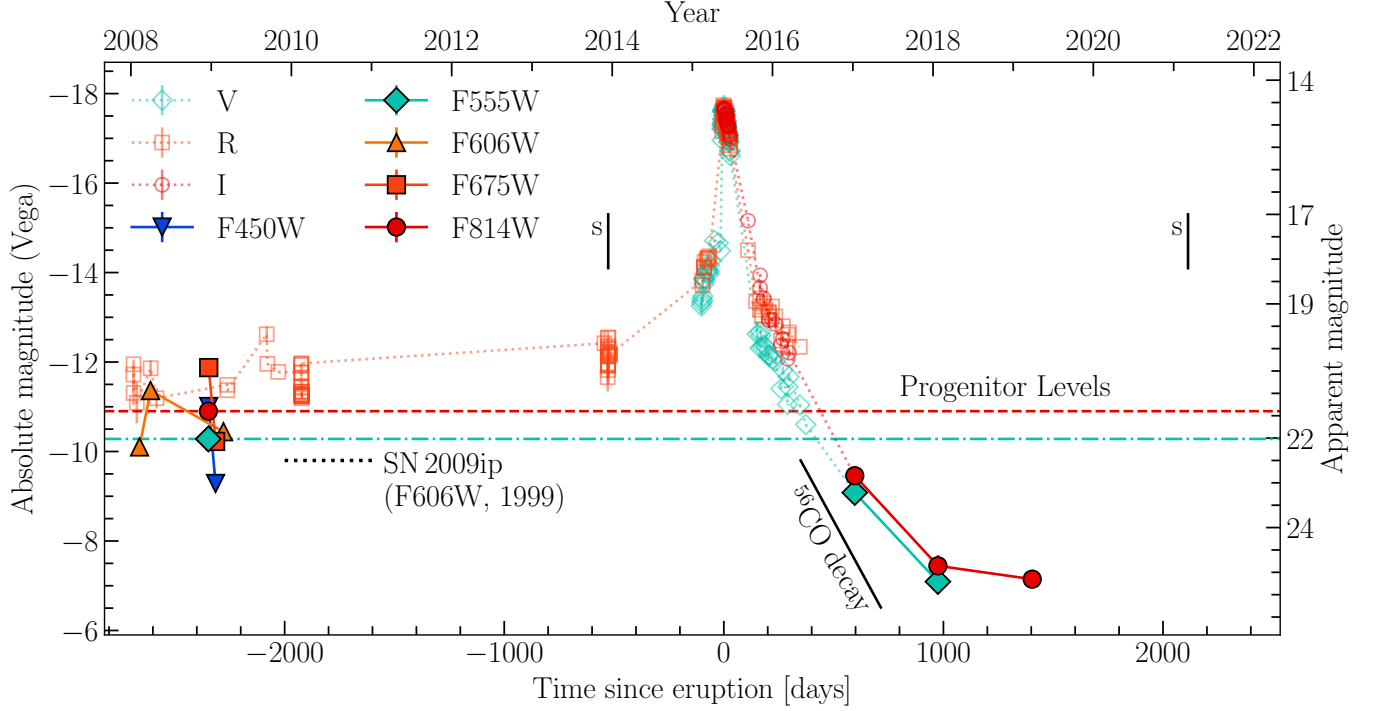 Year
2008 2010 2012 2014 2016 2018 2020 2022
V
R
I
F450W
F555W
F606W
F675W
F814W
−18
−16
−14
−12
−10
−8
−6
Absolute magnitude (Vega)
14
17
19
22
24
Apparent magnitude
s
s
Progenitor Levels
SN 2009ip
(F606W, 1999)
⁵⁶CO decay
−2000 −1000 0 1000 2000
Time since eruption [days]